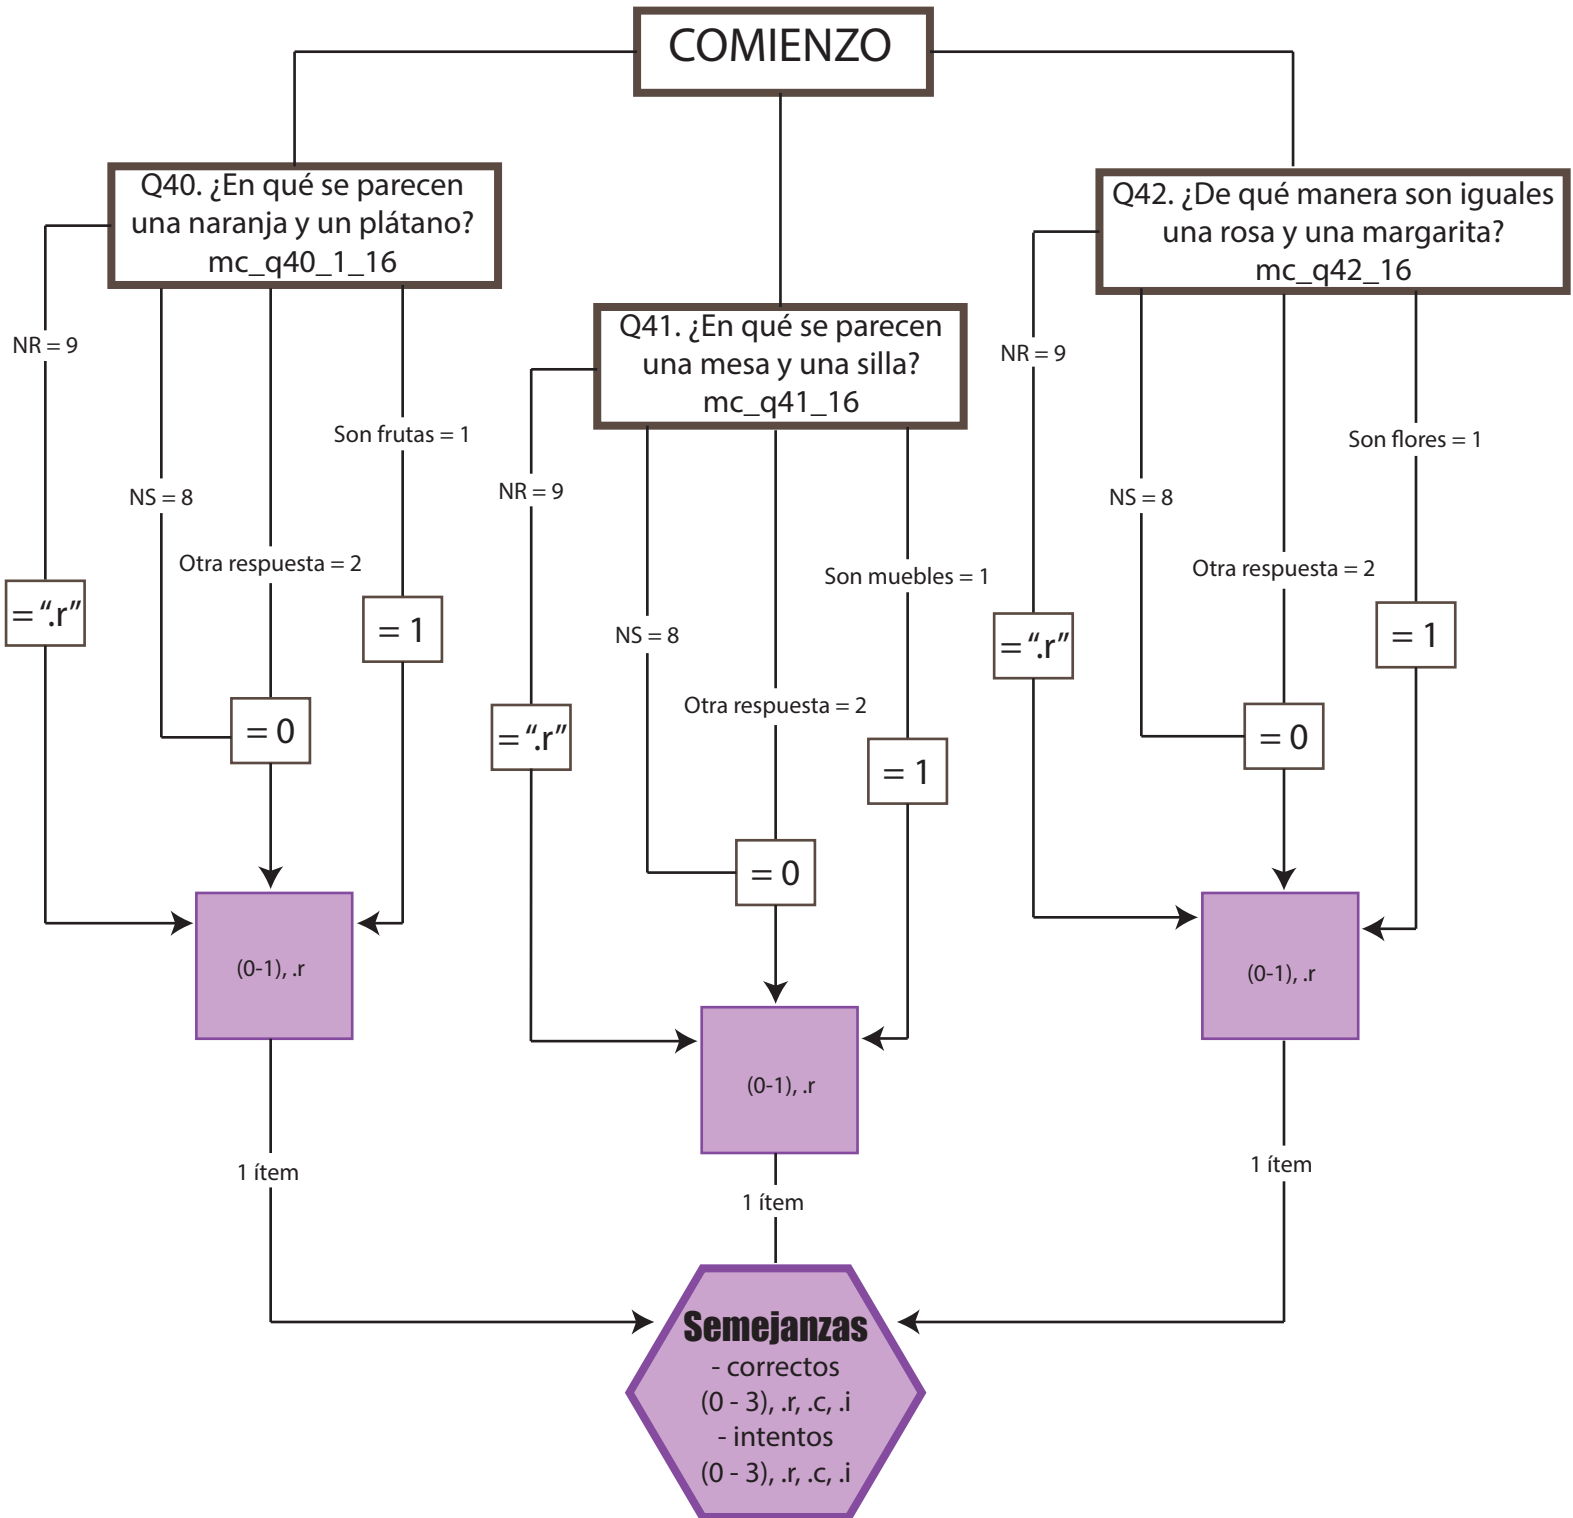 COMIENZO
Q40. ¿En qué se parecen
una naranja y un plátano?
mc_q40_1_16
NR = 9
NS = 8
Otra respuesta = 2
Son frutas = 1
= “.r”
= 0
= 1
(0-1), .r
1 ítem
Q41. ¿En qué se parecen
una mesa y una silla?
mc_q41_16
NR = 9
NS = 8
Otra respuesta = 2
Son muebles = 1
= “.r”
= 0
= 1
(0-1), .r
1 ítem
Q42. ¿De qué manera son iguales
una rosa y una margarita?
mc_q42_16
NR = 9
NS = 8
Otra respuesta = 2
Son flores = 1
= “.r”
= 0
= 1
(0-1), .r
1 ítem
Semejanzas
- correctos
(0 - 3), .r, .c, .i
- intentos
(0 - 3), .r, .c, .i